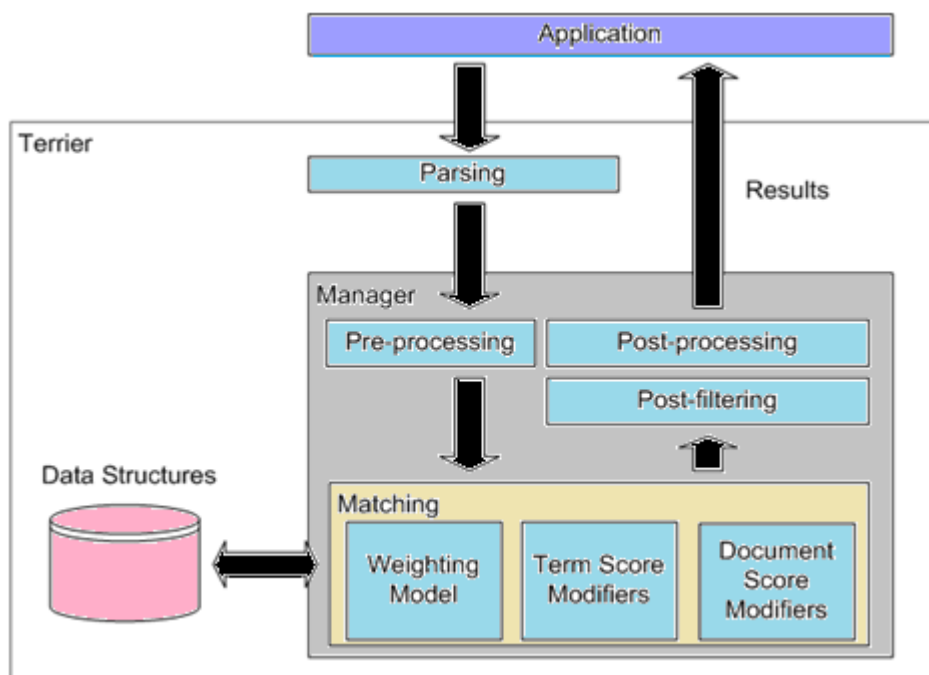 Application
Terrier
Parsing
Results
Manager
Pre-processing
Post-processing
Post-filtering
Data Structures
Matching
Weighting
Model
Term Score
Modifiers
Document
Score
Modifiers